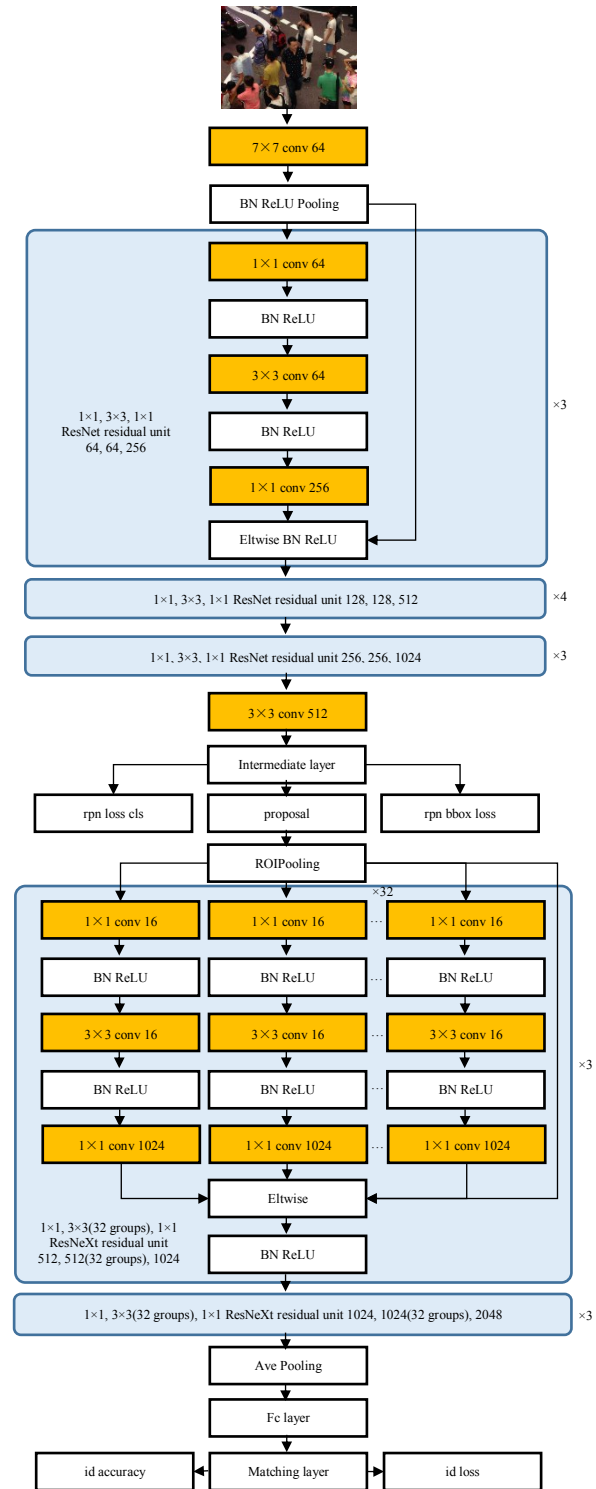 7×7 conv 64
BN ReLU Pooling
1×1 conv 64
BN ReLU
3×3 conv 64
×3
1×1, 3×3, 1×1
ResNet residual unit
64, 64, 256
BN ReLU
1×1 conv 256
Eltwise BN ReLU
1×1, 3×3, 1×1 ResNet residual unit 128, 128, 512
×4
1×1, 3×3, 1×1 ResNet residual unit 256, 256, 1024
×3
3×3 conv 512
Intermediate layer
rpn loss cls
proposal
rpn bbox loss
ROIPooling
×32
1×1 conv 16
1×1 conv 16
...
1×1 conv 16
BN ReLU
BN ReLU
...
BN ReLU
3×3 conv 16
3×3 conv 16
...
3×3 conv 16
×3
BN ReLU
BN ReLU
...
BN ReLU
1×1 conv 1024
1×1 conv 1024
...
1×1 conv 1024
Eltwise
1×1, 3×3(32 groups), 1×1
ResNeXt residual unit
512, 512(32 groups), 1024
BN ReLU
1×1, 3×3(32 groups), 1×1 ResNeXt residual unit 1024, 1024(32 groups), 2048
×3
Ave Pooling
Fc layer
id accuracy
Matching layer
id loss